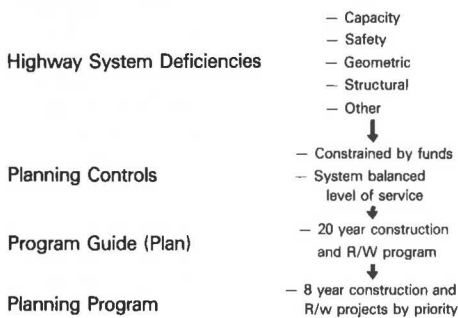 Highway System Deficiencies
— Capacity
— Safety
— Geometric
— Structural
— Other
Planning Controls
— Constrained by funds
— System balanced
level of service
Program Guide (Plan)
— 20 year construction
and R/W program
Planning Program
— 8 year construction and
R/w projects by priority